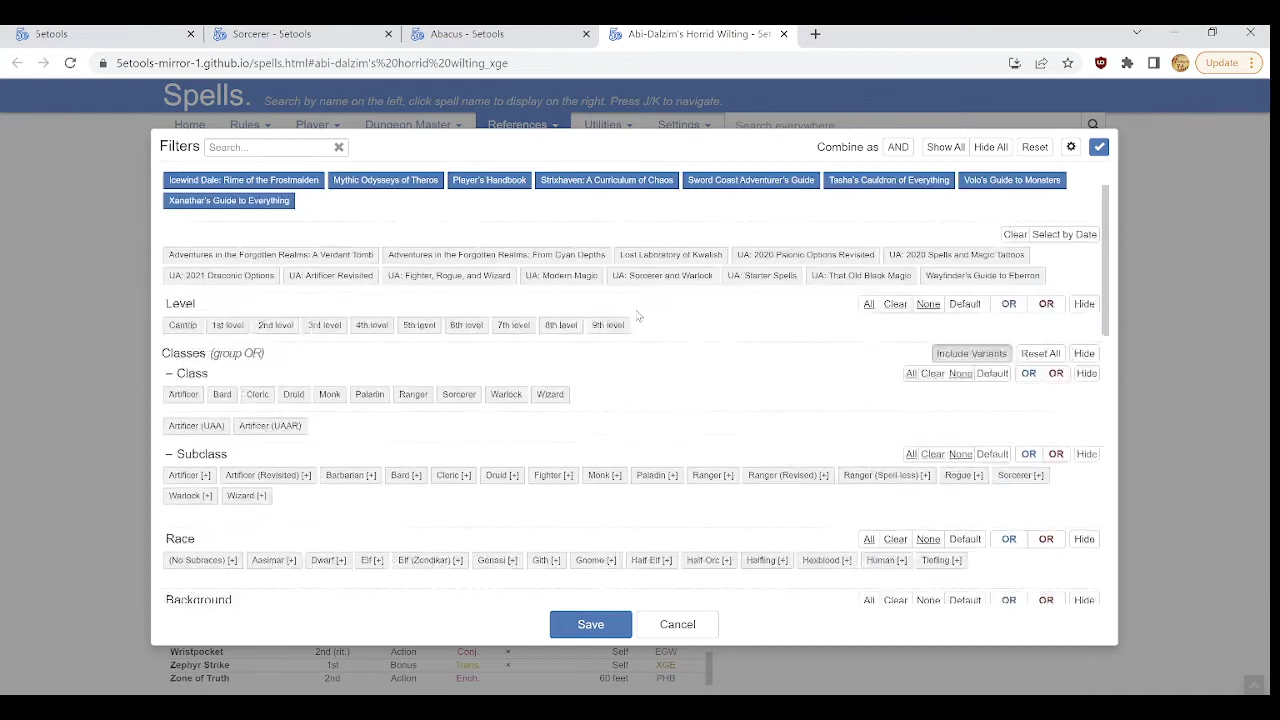 5etools
Sorcerer - 5etools
Abacus - 5etools
Abi-Dalzim's Horrid Wilting - 5et
5etools-mirror-1.github.io/spells.html#abi-dalzim's%20horrid%20wilting_xge
Update
Spells. Search by name on the left, click spell name to display on the right. Press J/K to navigate.
Home Rules Player Dungeon Master References Utilities Settings Search everywhere...
Filters Search... Combine as AND Show All Hide All Reset
Icewind Dale: Rime of the Frostmaiden Mythic Odysseys of Theros Player's Handbook Strixhaven: A Curriculum of Chaos Sword Coast Adventurer's Guide Tasha's Cauldron of Everything Volo's Guide to Monsters
Xanathar's Guide to Everything
Clear Select by Date
Adventures in the Forgotten Realms: A Verdant Tomb Adventures in the Forgotten Realms: From Cyan Depths Lost Laboratory of Kwalish UA: 2020 Psionic Options Revisited UA: 2020 Spells and Magic Tattoos
UA: 2021 Draconic Options UA: Artificer Revisited UA: Fighter, Rogue, and Wizard UA: Modern Magic UA: Sorcerer and Warlock UA: Starter Spells UA: That Old Black Magic Wayfinder's Guide to Eberron
Level All Clear None Default OR OR Hide
Cantrip 1st level 2nd level 3rd level 4th level 5th level 6th level 7th level 8th level 9th level
Classes (group OR) Include Variants Reset All Hide
– Class All Clear None Default OR OR Hide
Artificer Bard Cleric Druid Monk Paladin Ranger Sorcerer Warlock Wizard
Artificer (UAA) Artificer (UAAR)
– Subclass All Clear None Default OR OR Hide
Artificer [+] Artificer (Revisited) [+] Barbarian [+] Bard [+] Cleric [+] Druid [+] Fighter [+] Monk [+] Paladin [+] Ranger [+] Ranger (Revised) [+] Ranger (Spell-less) [+] Rogue [+] Sorcerer [+]
Warlock [+] Wizard [+]
Race All Clear None Default OR OR Hide
(No Subraces) [+] Aasimar [+] Dwarf [+] Elf [+] Elf (Zendikar) [+] Genasi [+] Gith [+] Gnome [+] Half-Elf [+] Half-Orc [+] Halfling [+] Hexblood [+] Human [+] Tiefling [+]
Background All Clear None Default OR OR Hide
Save Cancel
Wristpocket 2nd (rit.) Action Conj. × Self EGW
Zephyr Strike 1st Bonus Trans. × Self XGE
Zone of Truth 2nd Action Ench. 60 feet PHB